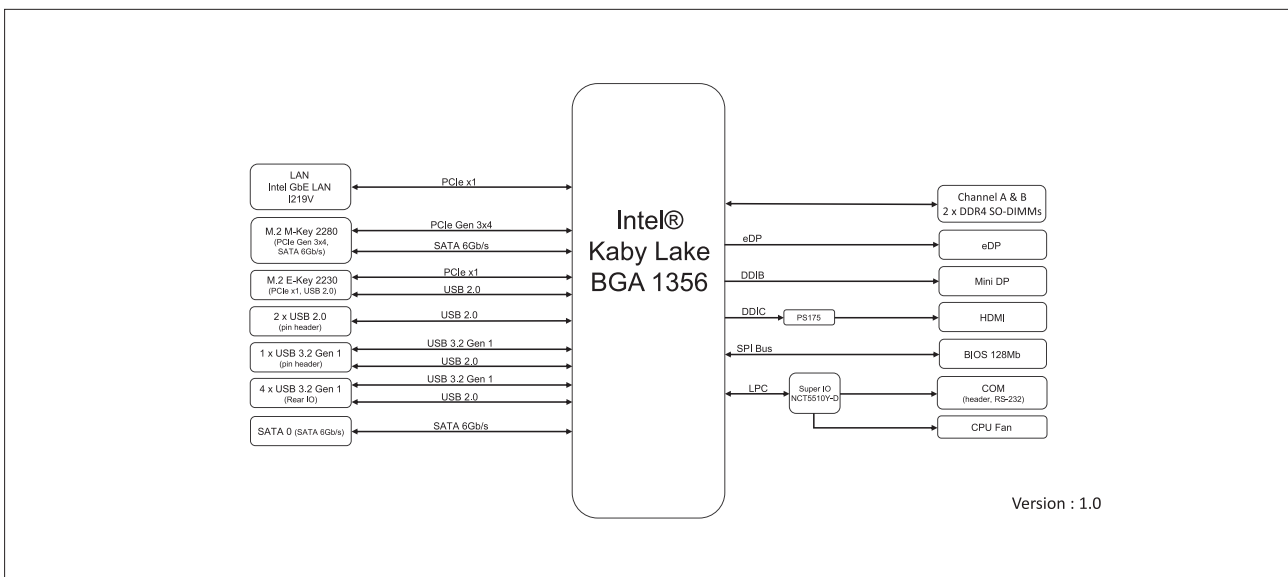 LAN
Intel GbE LAN
I219V
PCIe x1
M.2 M-Key 2280
(PCIe Gen 3x4,
SATA 6Gb/s)
PCIe Gen 3x4
SATA 6Gb/s
M.2 E-Key 2230
(PCIe x1, USB 2.0)
PCIe x1
USB 2.0
2 x USB 2.0
(pin header)
USB 2.0
1 x USB 3.2 Gen 1
(pin header)
USB 3.2 Gen 1
USB 2.0
4 x USB 3.2 Gen 1
(Rear IO)
USB 3.2 Gen 1
USB 2.0
SATA 0 (SATA 6Gb/s)
SATA 6Gb/s
Intel®
Kaby Lake
BGA 1356
Channel A & B
2 x DDR4 SO-DIMMs
eDP
eDP
DDIB
Mini DP
DDIC
PS175
HDMI
SPI Bus
BIOS 128Mb
LPC
Super IO
NCT5510Y-D
COM
(header, RS-232)
CPU Fan
Version : 1.0